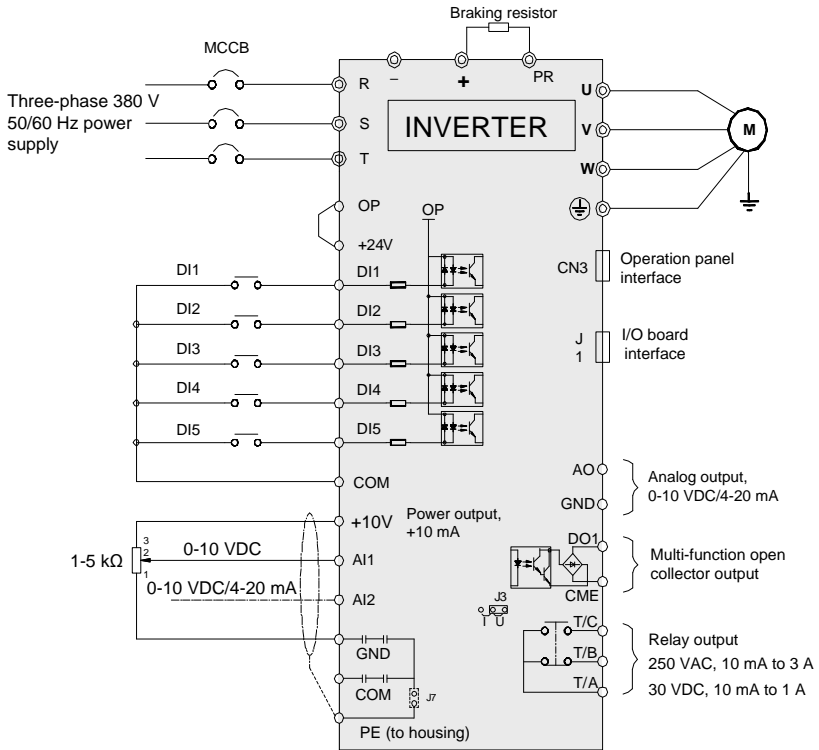 Braking resistor
MCCB
Three-phase 380 V
50/60 Hz power
supply
R
S
T
–
+
PR
INVERTER
U
V
W
M
OP
+24V
OP
DI1
DI2
DI3
DI4
DI5
DI1
DI2
DI3
DI4
DI5
COM
CN3
Operation panel
interface
J
1
I/O board
interface
AO
GND
Analog output,
0-10 VDC/4-20 mA
+10V
Power output,
+10 mA
1-5 kΩ
3
2
1
0-10 VDC
AI1
0-10 VDC/4-20 mA
AI2
DO1
CME
Multi-function open
collector output
J3
I U
GND
COM
J7
PE (to housing)
T/C
T/B
T/A
Relay output
250 VAC, 10 mA to 3 A
30 VDC, 10 mA to 1 A